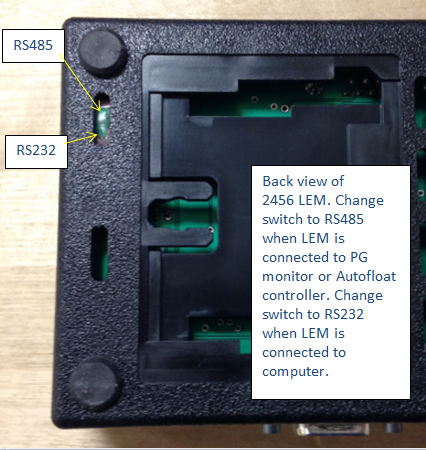 RS485
RS232
Back view of
2456 LEM. Change
switch to RS485
when LEM is
connected to PG
monitor or Autofloat
controller. Change
switch to RS232
when LEM is
connected to
computer.